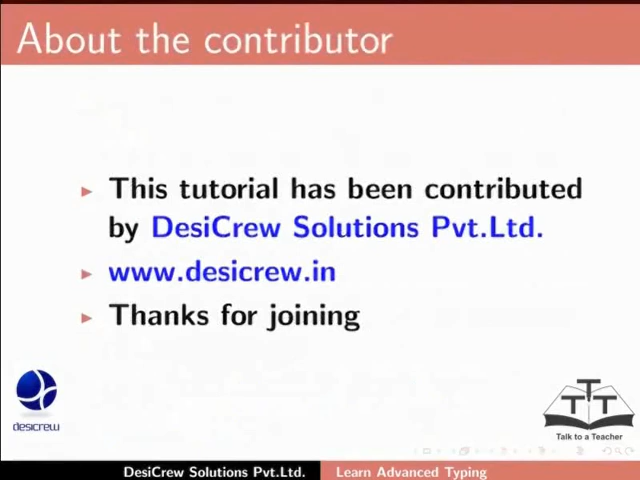 About the contributor
This tutorial has been contributed
by DesiCrew Solutions Pvt.Ltd.
www.desicrew.in
Thanks for joining
desicrew
TTT
Talk to a Teacher
DesiCrew Solutions Pvt.Ltd. Learn Advanced Typing